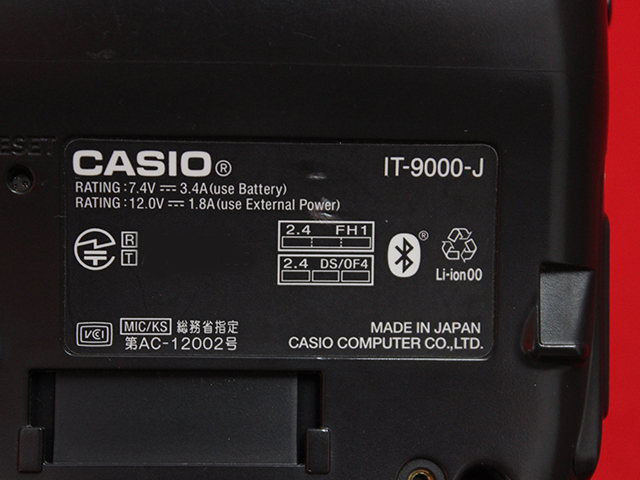 RESET
CASIO®
IT-9000-J
RATING:7.4V⎓3.4A(use Battery)
RATING:12.0V⎓1.8A(use External Power)
R
T
2.4 FH1
2.4 DS/OF4
®
Li-ion00
VCCI
MIC/KS 総務省指定
第AC-12002号
MADE IN JAPAN
CASIO COMPUTER CO.,LTD.